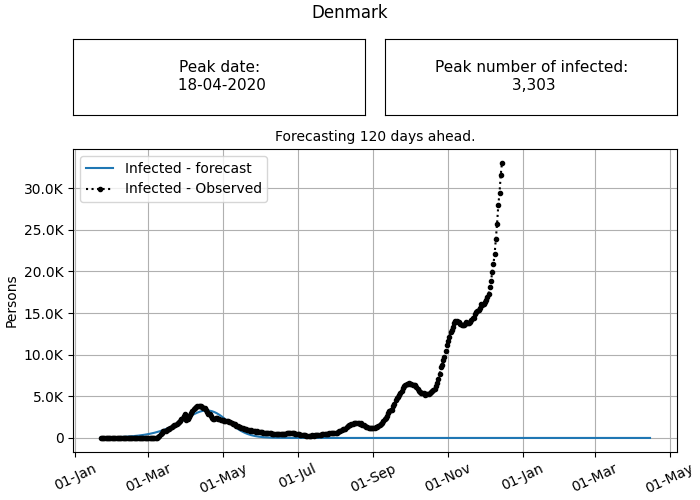 Denmark
Peak date:
18-04-2020
Peak number of infected:
3,303
Forecasting 120 days ahead.
Infected - forecast
Infected - Observed
30.0K
25.0K
20.0K
15.0K
10.0K
5.0K
0
Persons
01-Jan
01-Mar
01-May
01-Jul
01-Sep
01-Nov
01-Jan
01-Mar
01-May